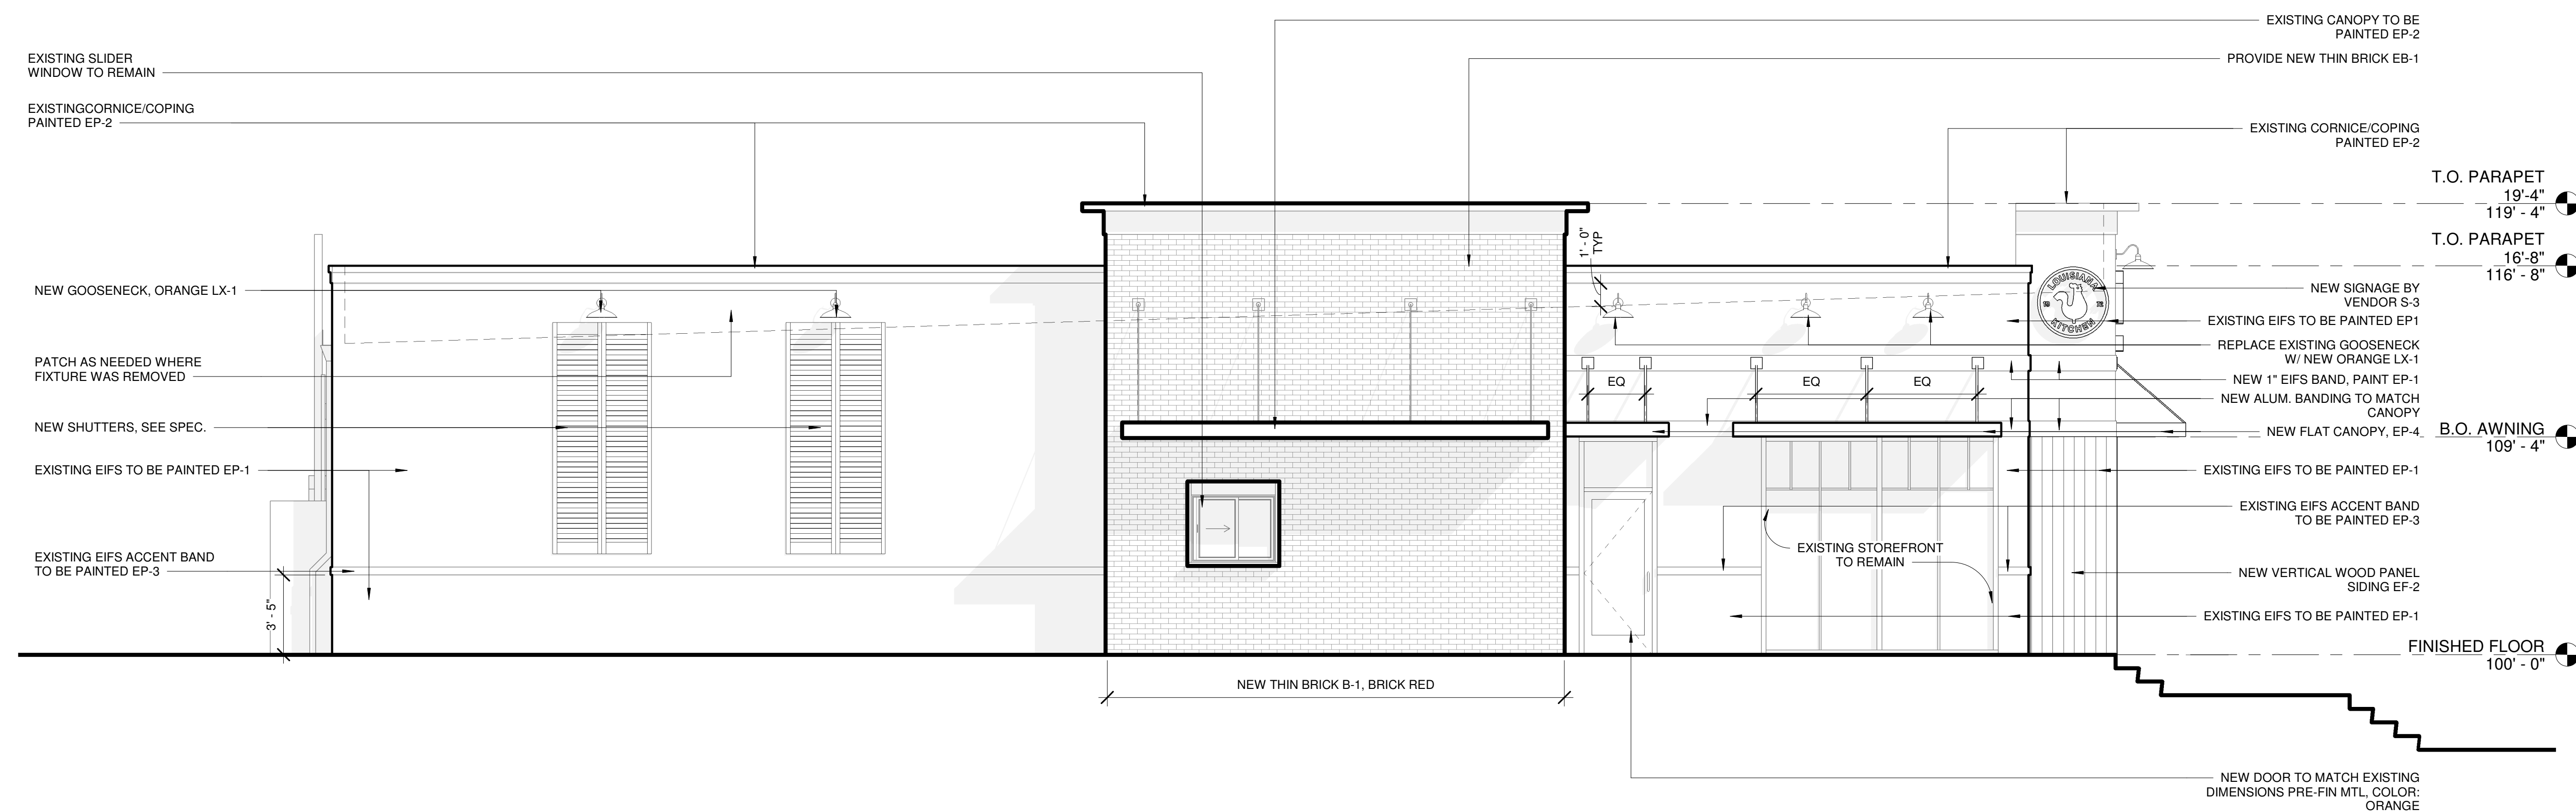 EXISTING CANOPY TO BE
PAINTED EP-2
EXISTING SLIDER
WINDOW TO REMAIN
PROVIDE NEW THIN BRICK EB-1
EXISTINGCORNICE/COPING
PAINTED EP-2
EXISTING CORNICE/COPING
PAINTED EP-2
T.O. PARAPET
19'-4"
119' - 4"
T.O. PARAPET
16'-8"
116' - 8"
1' - 0"
TYP
NEW GOOSENECK, ORANGE LX-1
LOUISIANA
19 72
KITCHEN
NEW SIGNAGE BY
VENDOR S-3
EXISTING EIFS TO BE PAINTED EP1
REPLACE EXISTING GOOSENECK
W/ NEW ORANGE LX-1
PATCH AS NEEDED WHERE
FIXTURE WAS REMOVED
EQ
EQ
EQ
NEW 1" EIFS BAND, PAINT EP-1
NEW ALUM. BANDING TO MATCH
CANOPY
NEW SHUTTERS, SEE SPEC.
NEW FLAT CANOPY, EP-4
B.O. AWNING
109' - 4"
EXISTING EIFS TO BE PAINTED EP-1
EXISTING EIFS TO BE PAINTED EP-1
EXISTING EIFS ACCENT BAND
TO BE PAINTED EP-3
EXISTING STOREFRONT
TO REMAIN
EXISTING EIFS ACCENT BAND
TO BE PAINTED EP-3
NEW VERTICAL WOOD PANEL
SIDING EF-2
3' - 5"
EXISTING EIFS TO BE PAINTED EP-1
FINISHED FLOOR
100' - 0"
NEW THIN BRICK B-1, BRICK RED
NEW DOOR TO MATCH EXISTING
DIMENSIONS PRE-FIN MTL, COLOR:
ORANGE